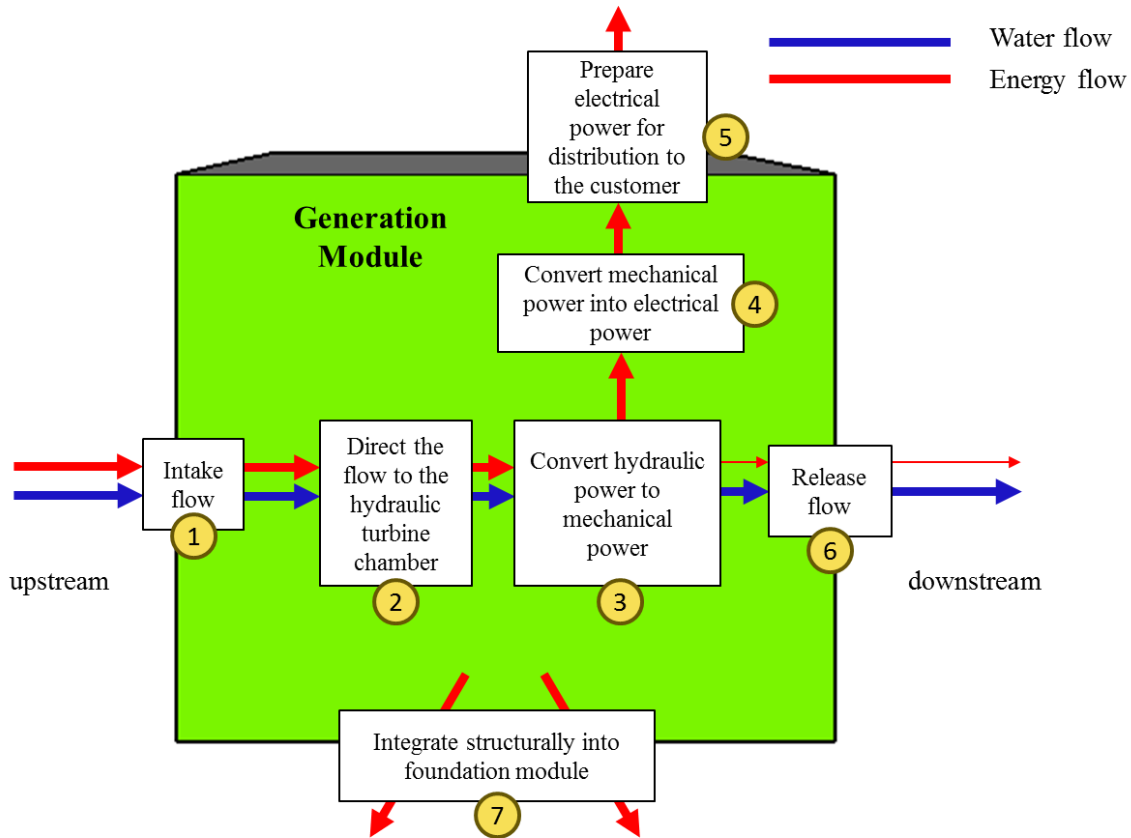 Water flow
Energy flow
Prepare
electrical
power for
distribution to
the customer
5
Generation
Module
Convert mechanical
power into electrical
power
4
Intake
flow
1
Direct the
flow to the
hydraulic
turbine
chamber
2
Convert hydraulic
power to
mechanical
power
3
Release
flow
6
upstream
downstream
Integrate structurally into
foundation module
7